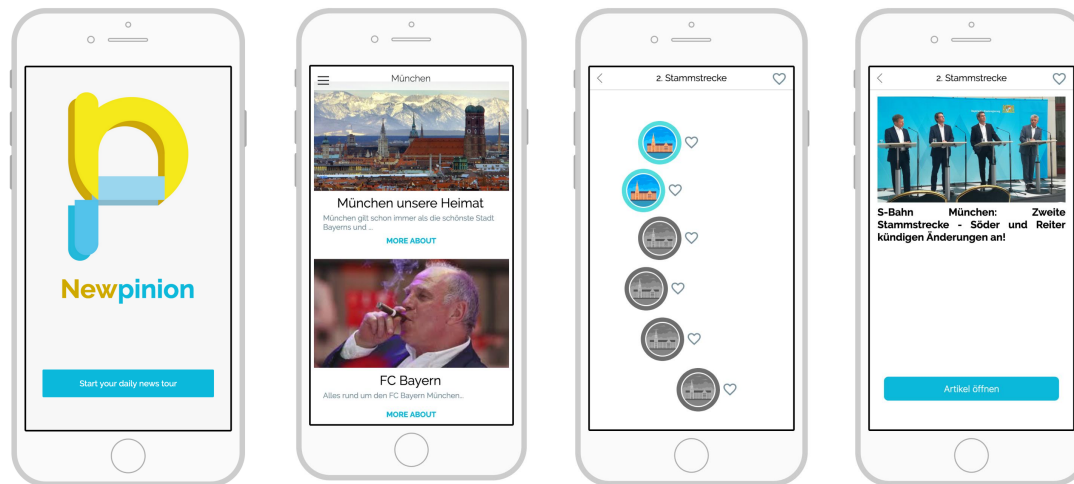 Newpinion
Start your daily news tour
München
München unsere Heimat
München gilt schon immer als die schönste Stadt
Bayerns und ...
MORE ABOUT
FC Bayern
Alles rund um den FC Bayern München...
MORE ABOUT
2. Stammstrecke
2. Stammstrecke
S-Bahn München: Zweite
Stammstrecke - Söder und Reiter
kündigen Änderungen an!
Artikel öffnen